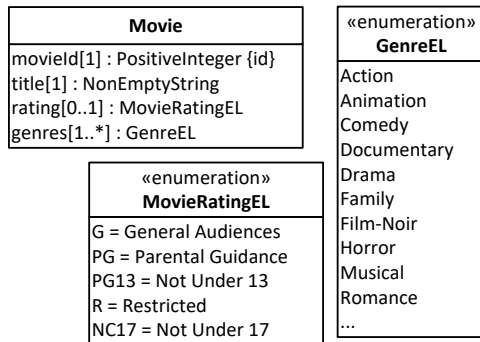 Movie
movieId[1] : PositiveInteger {id}
title[1] : NonEmptyString
rating[0..1] : MovieRatingEL
genres[1..*] : GenreEL
«enumeration»
MovieRatingEL
G = General Audiences
PG = Parental Guidance
PG13 = Not Under 13
R = Restricted
NC17 = Not Under 17
«enumeration»
GenreEL
Action
Animation
Comedy
Documentary
Drama
Family
Film-Noir
Horror
Musical
Romance
...